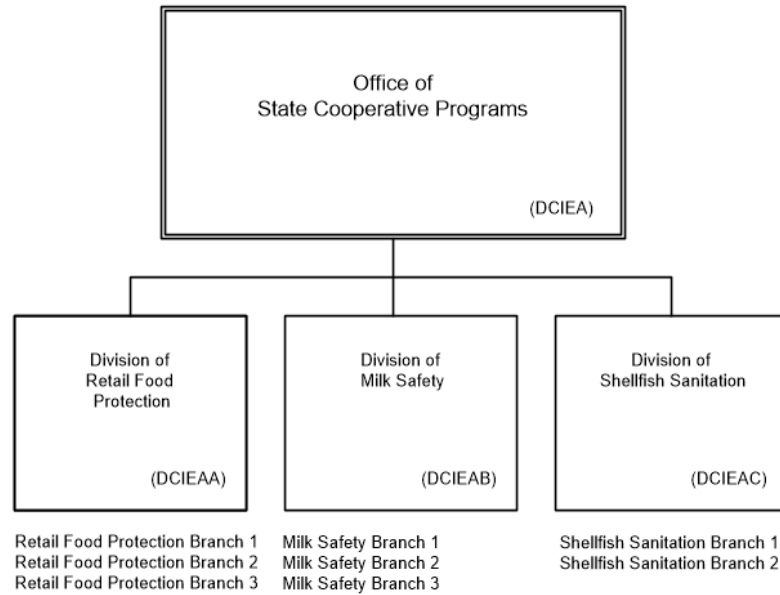 Office of
State Cooperative Programs
(DCIEA)
Division of
Retail Food
Protection
(DCIEAA)
Division of
Milk Safety
(DCIEAB)
Division of
Shellfish Sanitation
(DCIEAC)
Retail Food Protection Branch 1
Retail Food Protection Branch 2
Retail Food Protection Branch 3
Milk Safety Branch 1
Milk Safety Branch 2
Milk Safety Branch 3
Shellfish Sanitation Branch 1
Shellfish Sanitation Branch 2